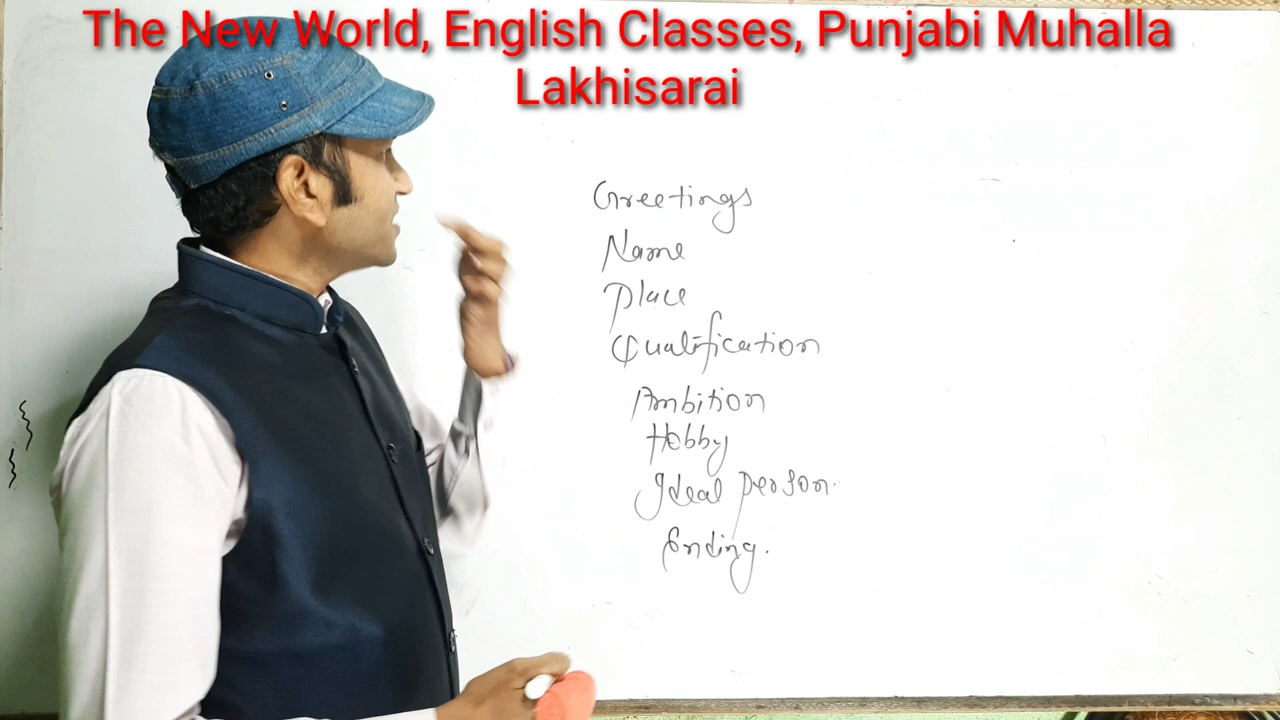 The New World, English Classes, Punjabi Muhalla
Lakhisarai
Greetings
Name
Place
Qualification
Ambition
Hobby
Ideal person.
Ending.